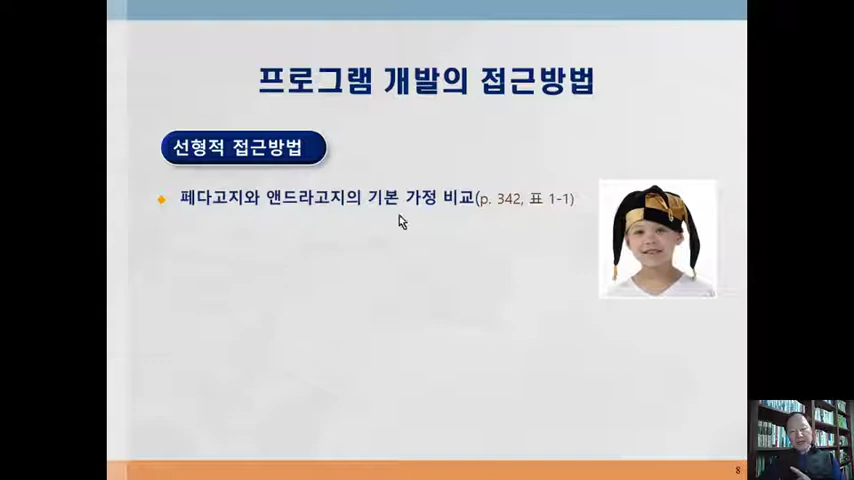 프로그램 개발의 접근방법
선형적 접근방법
페다고지와 앤드라고지의 기본 가정 비교(p. 342, 표 1-1)
8